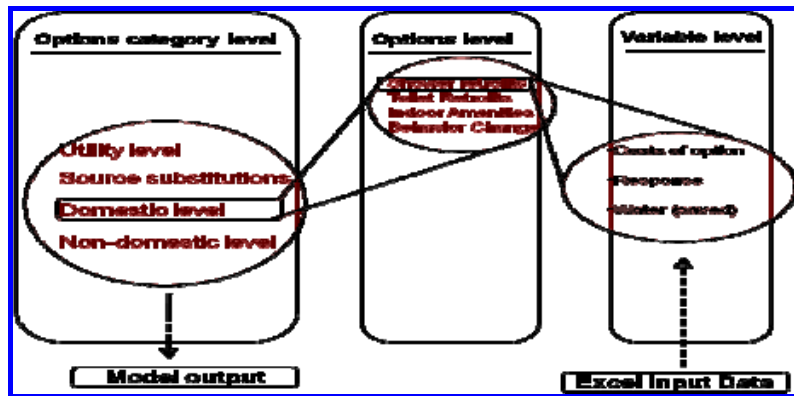 Options category level
Utility level
Source substitutions
Domestic level
Non-domestic level
Model output
Options level
Shower
Toilet Retrofits
Indoor Amenities
Behavior Change
Variable level
Costs of option
Response
Water (saved)
Excel Input Data